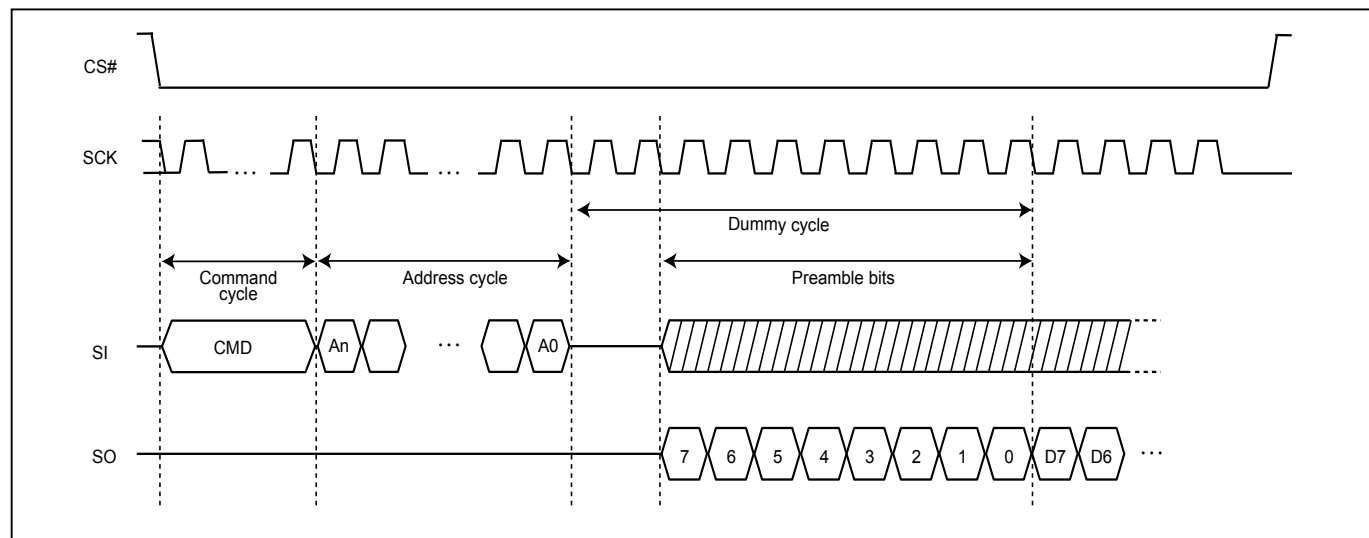 CS#
SCK
... ...
Dummy cycle
Command
cycle
Address cycle
Preamble bits
SI
CMD
An
...
A0
SO
7 6 5 4 3 2 1 0 D7 D6 ...